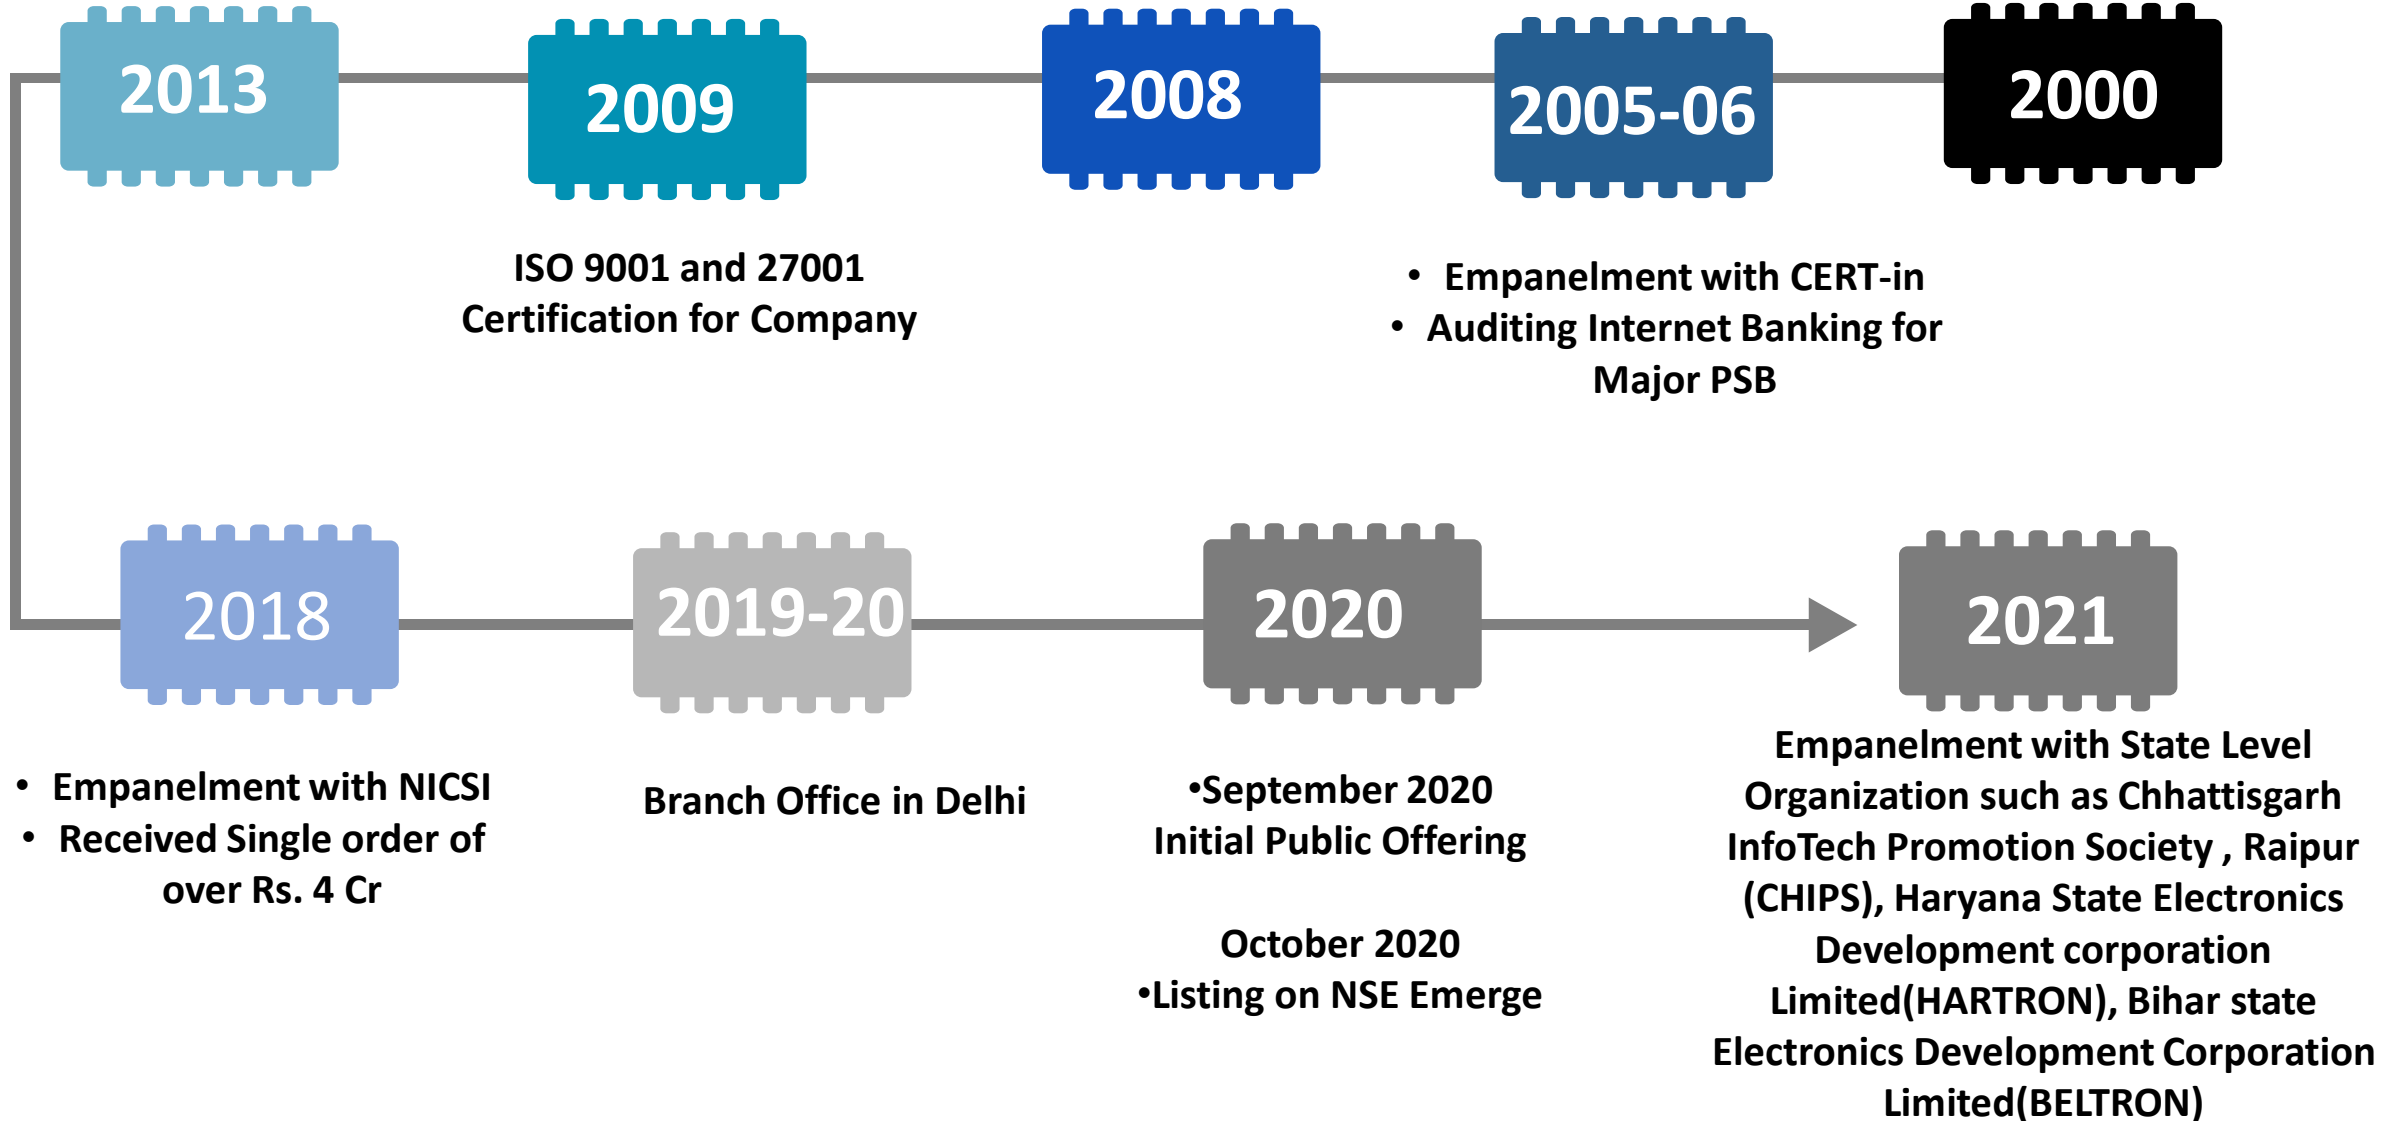 2013
2009
2008
2005-06
2000
ISO 9001 and 27001
Certification for Company
• Empanelment with CERT-in
• Auditing Internet Banking for
Major PSB
2018
2019-20
2020
2021
• Empanelment with NICSI
• Received Single order of
over Rs. 4 Cr
Branch Office in Delhi
•September 2020
Initial Public Offering
October 2020
•Listing on NSE Emerge
Empanelment with State Level
Organization such as Chhattisgarh
InfoTech Promotion Society , Raipur
(CHIPS), Haryana State Electronics
Development corporation
Limited(HARTRON), Bihar state
Electronics Development Corporation
Limited(BELTRON)